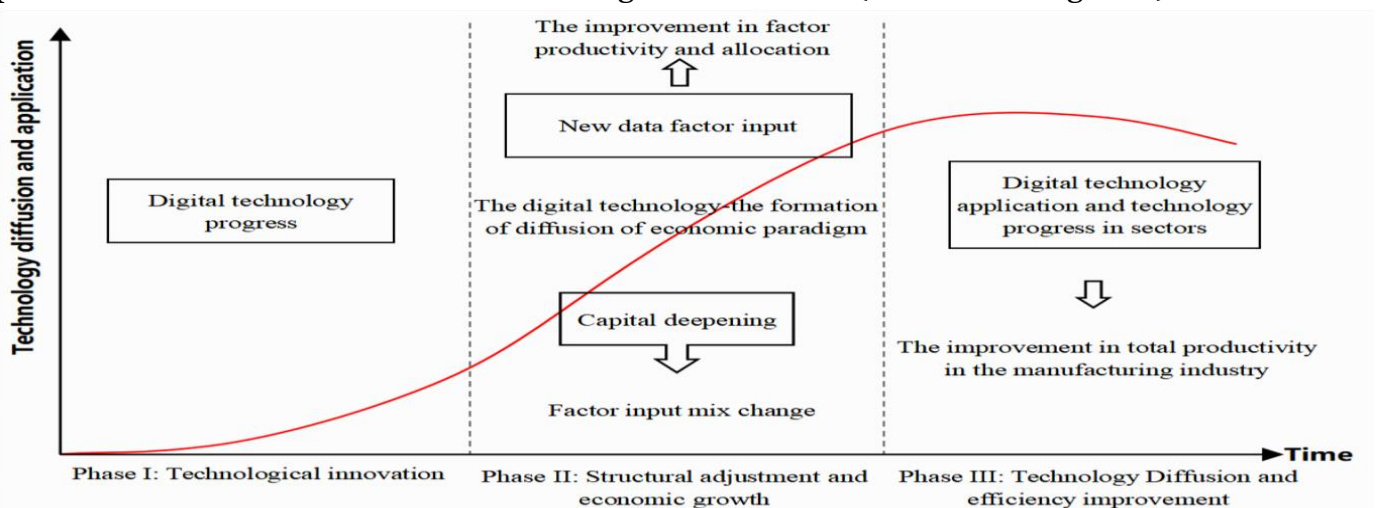 The improvement in factor
productivity and allocation
New data factor input
Digital technology
progress
The digital technology-the formation
of diffusion of economic paradigm
Capital deepening
Factor input mix change
Digital technology
application and technology
progress in sectors
The improvement in total productivity
in the manufacturing industry
Technology diffusion and application
Time
Phase I: Technological innovation
Phase II: Structural adjustment and
economic growth
Phase III: Technology Diffusion and
efficiency improvement